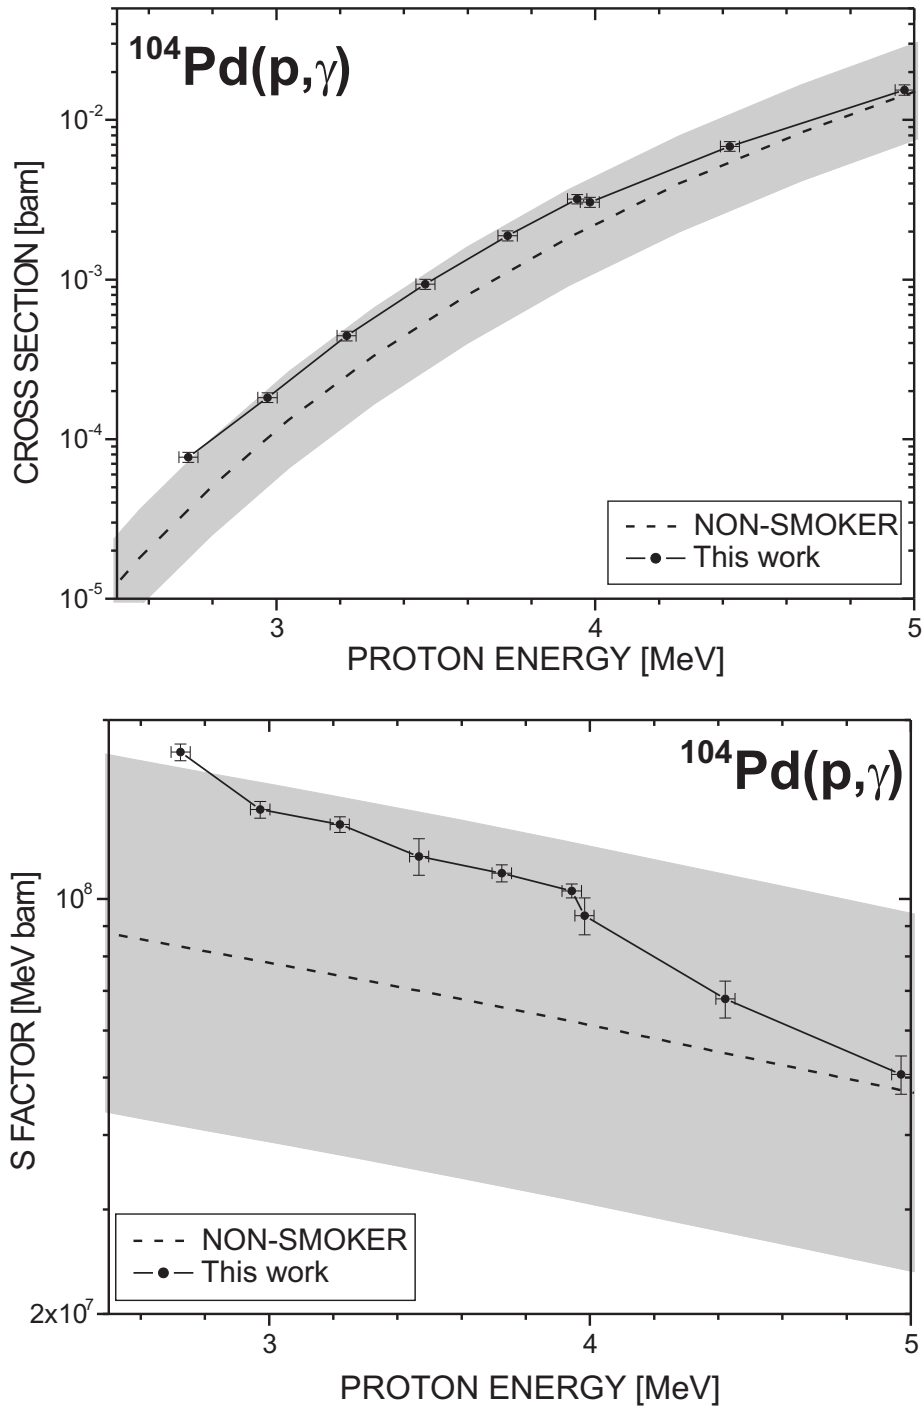 ¹⁰⁴Pd(p,γ)
CROSS SECTION [barn]
10⁻²
10⁻³
10⁻⁴
10⁻⁵
NON-SMOKER
This work
3 4 5
PROTON ENERGY [MeV]
¹⁰⁴Pd(p,γ)
S FACTOR [MeV barn]
10⁸
2x10⁷
NON-SMOKER
This work
3 4 5
PROTON ENERGY [MeV]